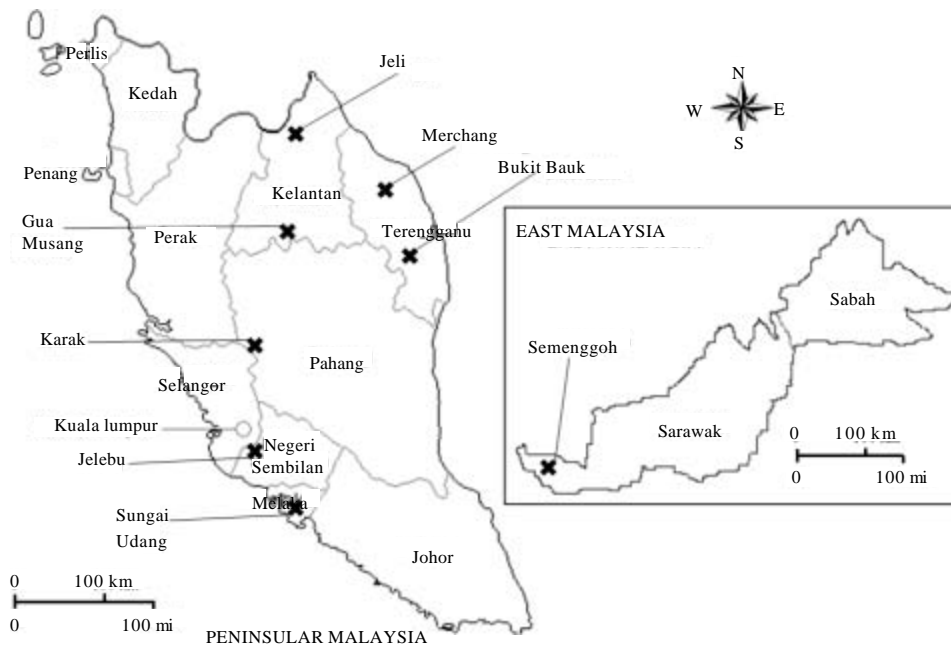 Perlis
Kedah
Jeli
N
W E
S
Merchang
Bukit Bauk
Penang
Kelantan
Gua
Musang
Perak
Terengganu
EAST MALAYSIA
Sabah
Karak
Semenggoh
Pahang
Selangor
Kuala lumpur
Sarawak
0 100 km
0 100 mi
Negeri
Sembilan
Jelebu
Melaka
Sungai
Udang
Johor
0 100 km
0 100 mi
PENINSULAR MALAYSIA